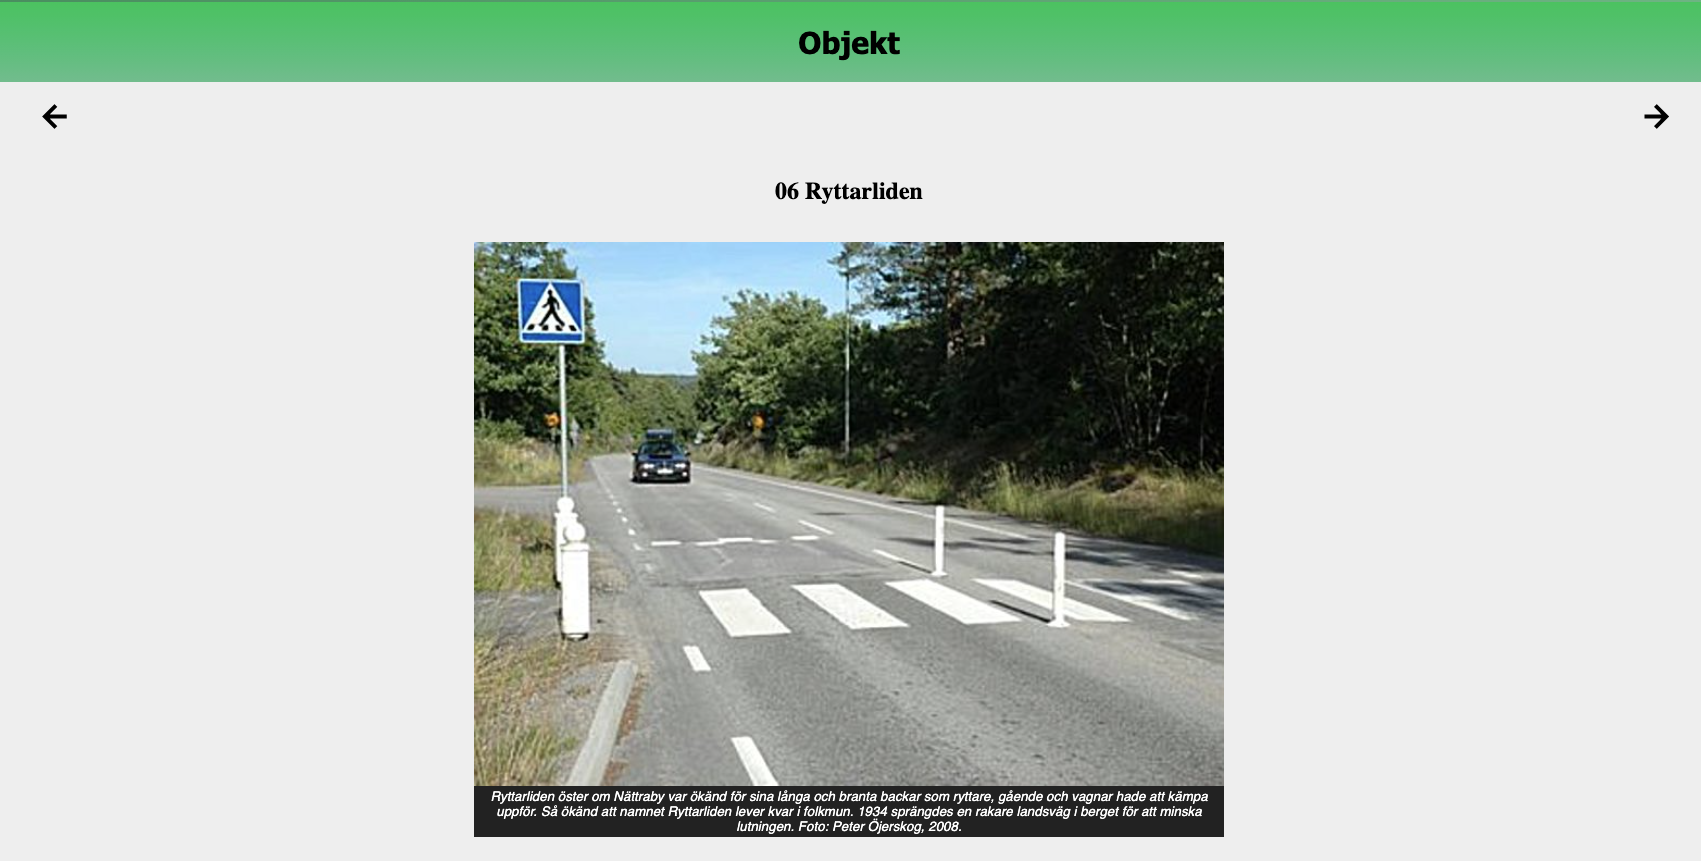 Objekt
06 Ryttarliden
Ryttarliden öster om Nättraby var ökänd för sina långa och branta backar som ryttare, gående och vagnar hade att kämpa
uppför. Så ökänd att namnet Ryttarliden lever kvar i folkmun. 1934 sprängdes en rakare landsväg i berget för att minska
lutningen. Foto: Peter Öjerskog, 2008.